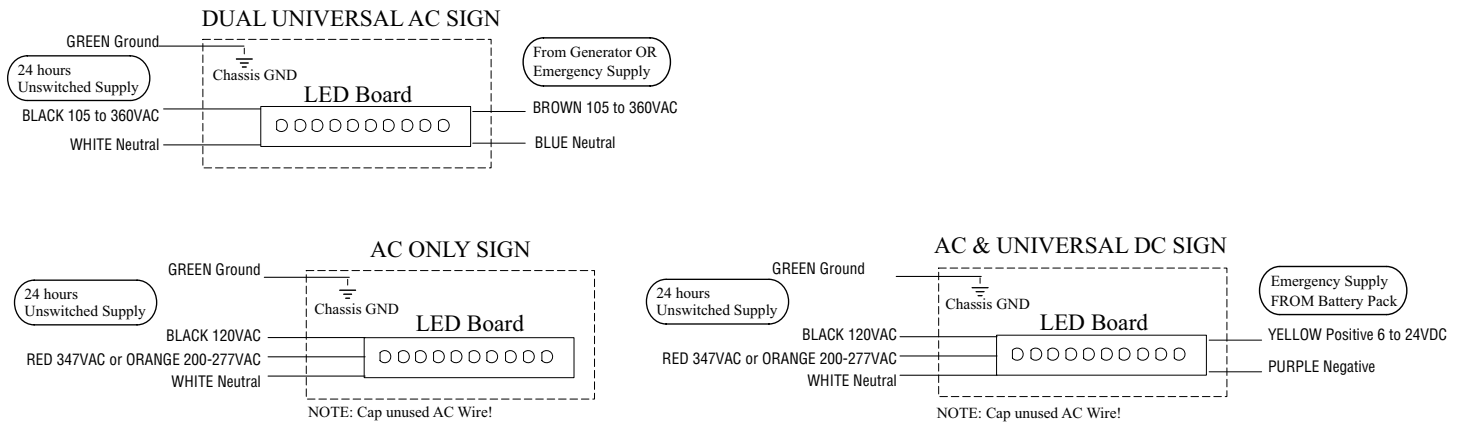 DUAL UNIVERSAL AC SIGN
GREEN Ground
Chassis GND
24 hours
Unswitched Supply
From Generator OR
Emergency Supply
LED Board
BLACK 105 to 360VAC
BROWN 105 to 360VAC
WHITE Neutral
BLUE Neutral
AC ONLY SIGN
GREEN Ground
24 hours
Unswitched Supply
Chassis GND
LED Board
BLACK 120VAC
RED 347VAC or ORANGE 200-277VAC
WHITE Neutral
NOTE: Cap unused AC Wire!
AC & UNIVERSAL DC SIGN
GREEN Ground
24 hours
Unswitched Supply
Chassis GND
Emergency Supply
FROM Battery Pack
LED Board
BLACK 120VAC
YELLOW Positive 6 to 24VDC
RED 347VAC or ORANGE 200-277VAC
PURPLE Negative
WHITE Neutral
NOTE: Cap unused AC Wire!